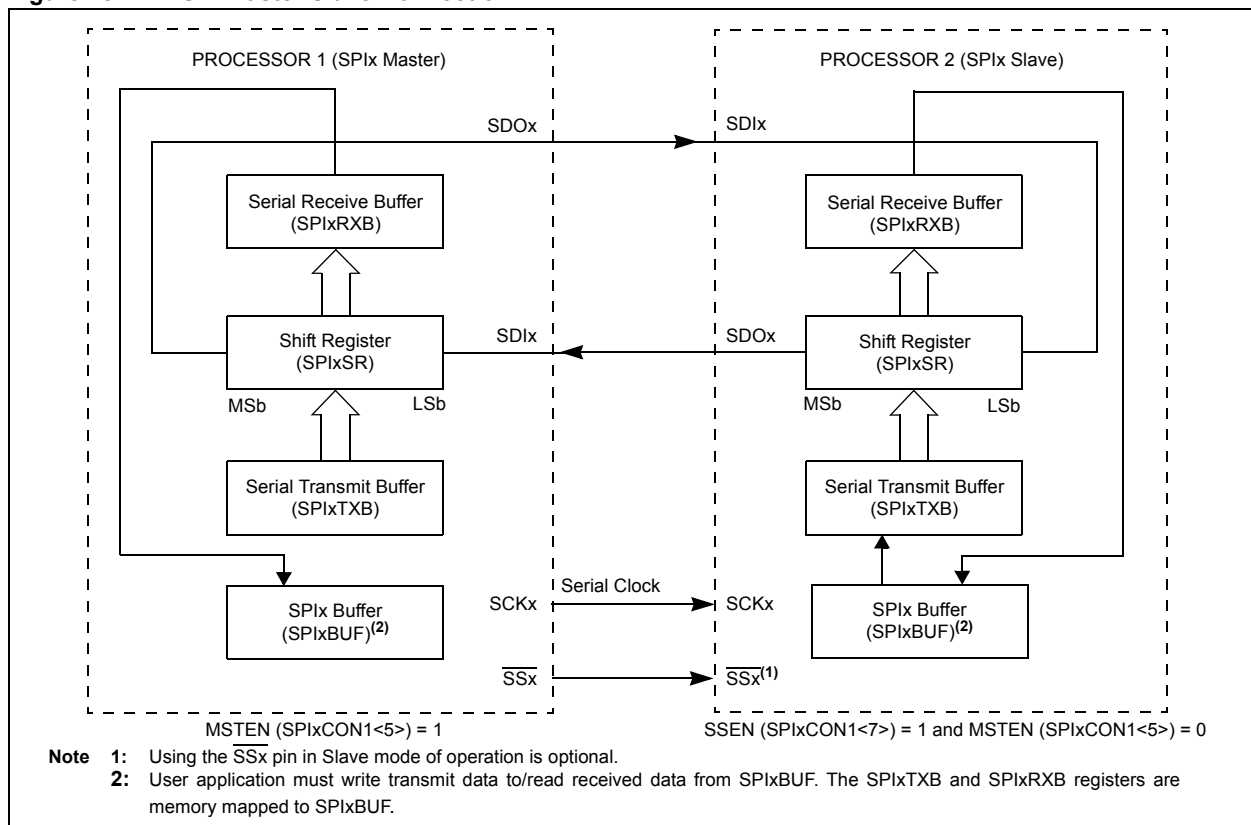 PROCESSOR 1 (SPIx Master)
PROCESSOR 2 (SPIx Slave)
SDOx
SDIx
Serial Receive Buffer
(SPIxRXB)
Serial Receive Buffer
(SPIxRXB)
Shift Register
(SPIxSR)
SDIx
SDOx
Shift Register
(SPIxSR)
MSb
LSb
MSb
LSb
Serial Transmit Buffer
(SPIxTXB)
Serial Transmit Buffer
(SPIxTXB)
Serial Clock
SPIx Buffer
(SPIxBUF)(2)
SCKx
SCKx
SPIx Buffer
(SPIxBUF)(2)
SSx
SSx(1)
MSTEN (SPIxCON1<5>) = 1
SSEN (SPIxCON1<7>) = 1 and MSTEN (SPIxCON1<5>) = 0
Note 1: Using the SSx pin in Slave mode of operation is optional.
2: User application must write transmit data to/read received data from SPIxBUF. The SPIxTXB and SPIxRXB registers are
memory mapped to SPIxBUF.